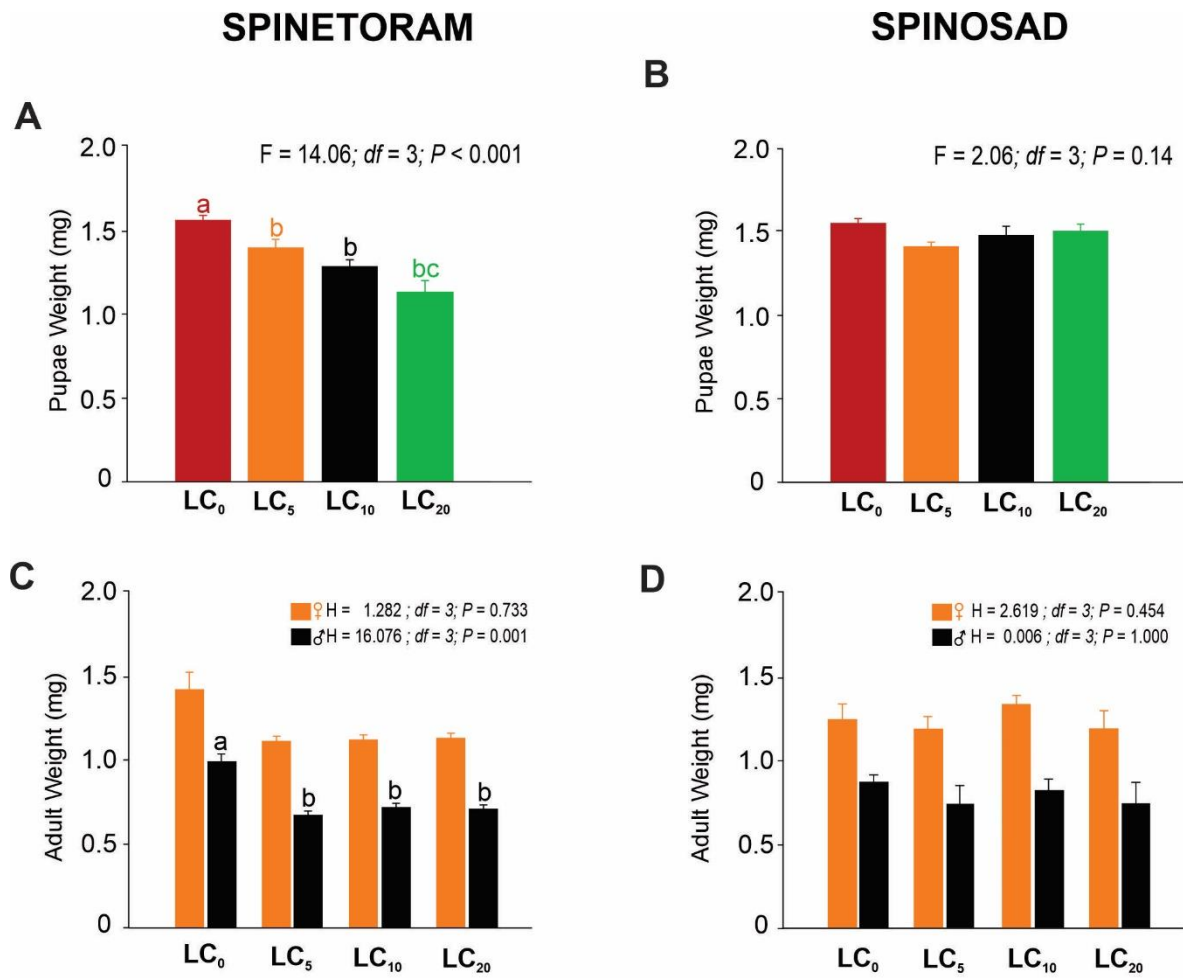 SPINETORAM
SPINOSAD
A
F = 14.06; df = 3; P < 0.001
Pupae Weight (mg)
2.0
1.5
1.0
0.5
0
a
b
b
bc
LC₀ LC₅ LC₁₀ LC₂₀
B
F = 2.06; df = 3; P = 0.14
Pupae Weight (mg)
2.0
1.5
1.0
0.5
0
LC₀ LC₅ LC₁₀ LC₂₀
C
♀ H = 1.282 ; df = 3; P = 0.733
♂ H = 16.076 ; df = 3; P = 0.001
Adult Weight (mg)
2.0
1.5
1.0
0.5
0
a
b
b
b
LC₀ LC₅ LC₁₀ LC₂₀
D
♀ H = 2.619 ; df = 3; P = 0.454
♂ H = 0.006 ; df = 3; P = 1.000
Adult Weight (mg)
2.0
1.5
1.0
0.5
0
LC₀ LC₅ LC₁₀ LC₂₀